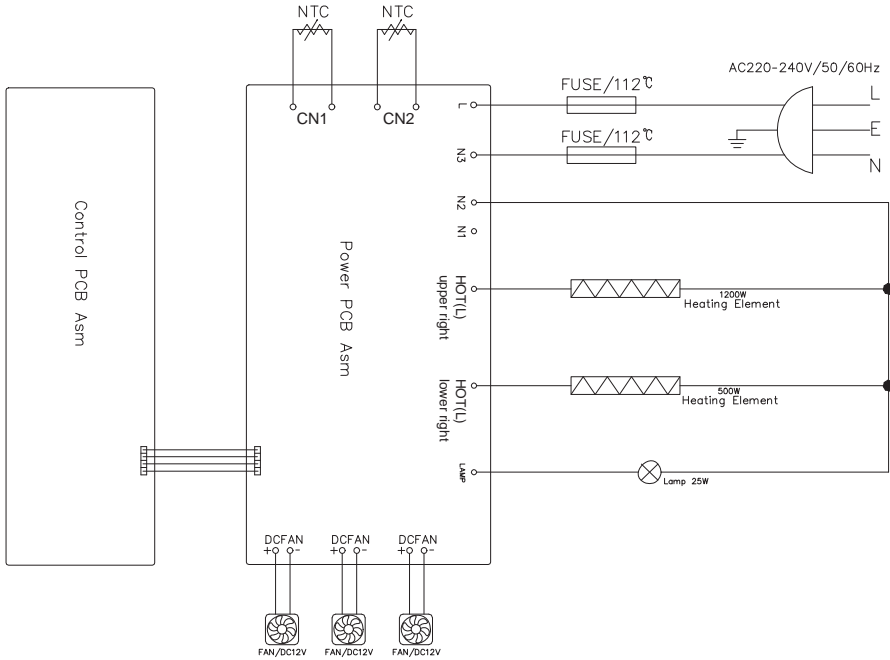 NTC
NTC
CN1
CN2
AC220-240V/50/60Hz
FUSE/112℃
FUSE/112℃
L
E
N
L
N3
N2
N1
HOT(L)
upper right
HOT(L)
lower right
LAMP
1200W
Heating Element
500W
Heating Element
Lamp 25W
Control PCB Asm
Power PCB Asm
DCFAN
DCFAN
DCFAN
+ -
+ -
+ -
FAN/DC12V
FAN/DC12V
FAN/DC12V